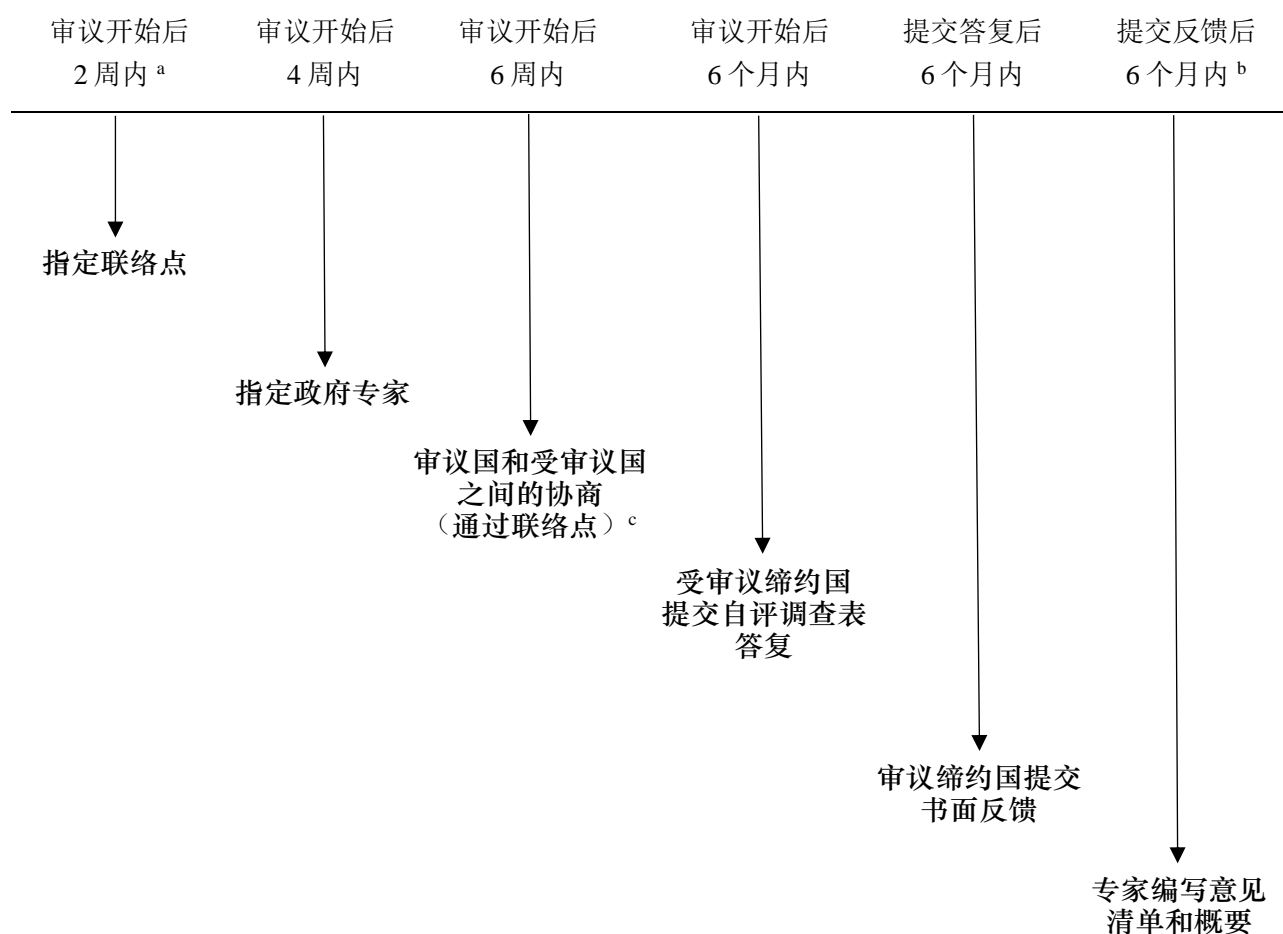 审议开始后
2 周内 a
审议开始后
4 周内
审议开始后
6 周内
审议开始后
6 个月内
提交答复后
6 个月内
提交反馈后
6 个月内 b
指定联络点
指定政府专家
审议国和受审议国
之间的协商
（通过联络点）c
受审议缔约国
提交自评调查表
答复
审议缔约国提交
书面反馈
专家编写意见
清单和概要